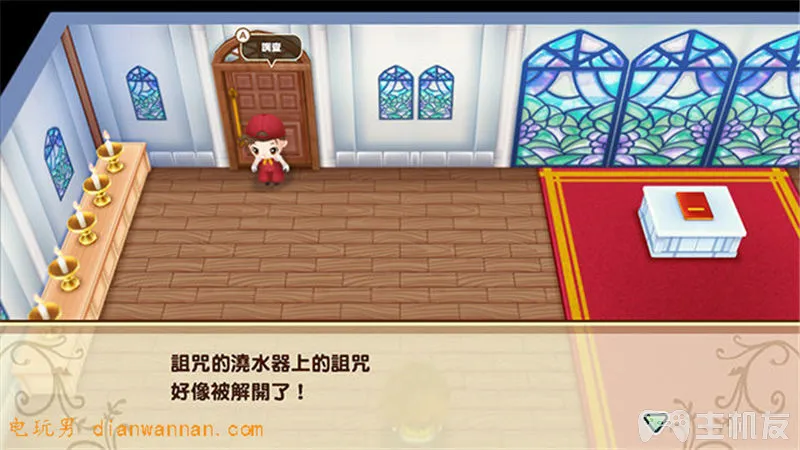 A
調查
詛咒的澆水器上的詛咒
好像被解開了！
电玩男 dianwannan.com
主机友